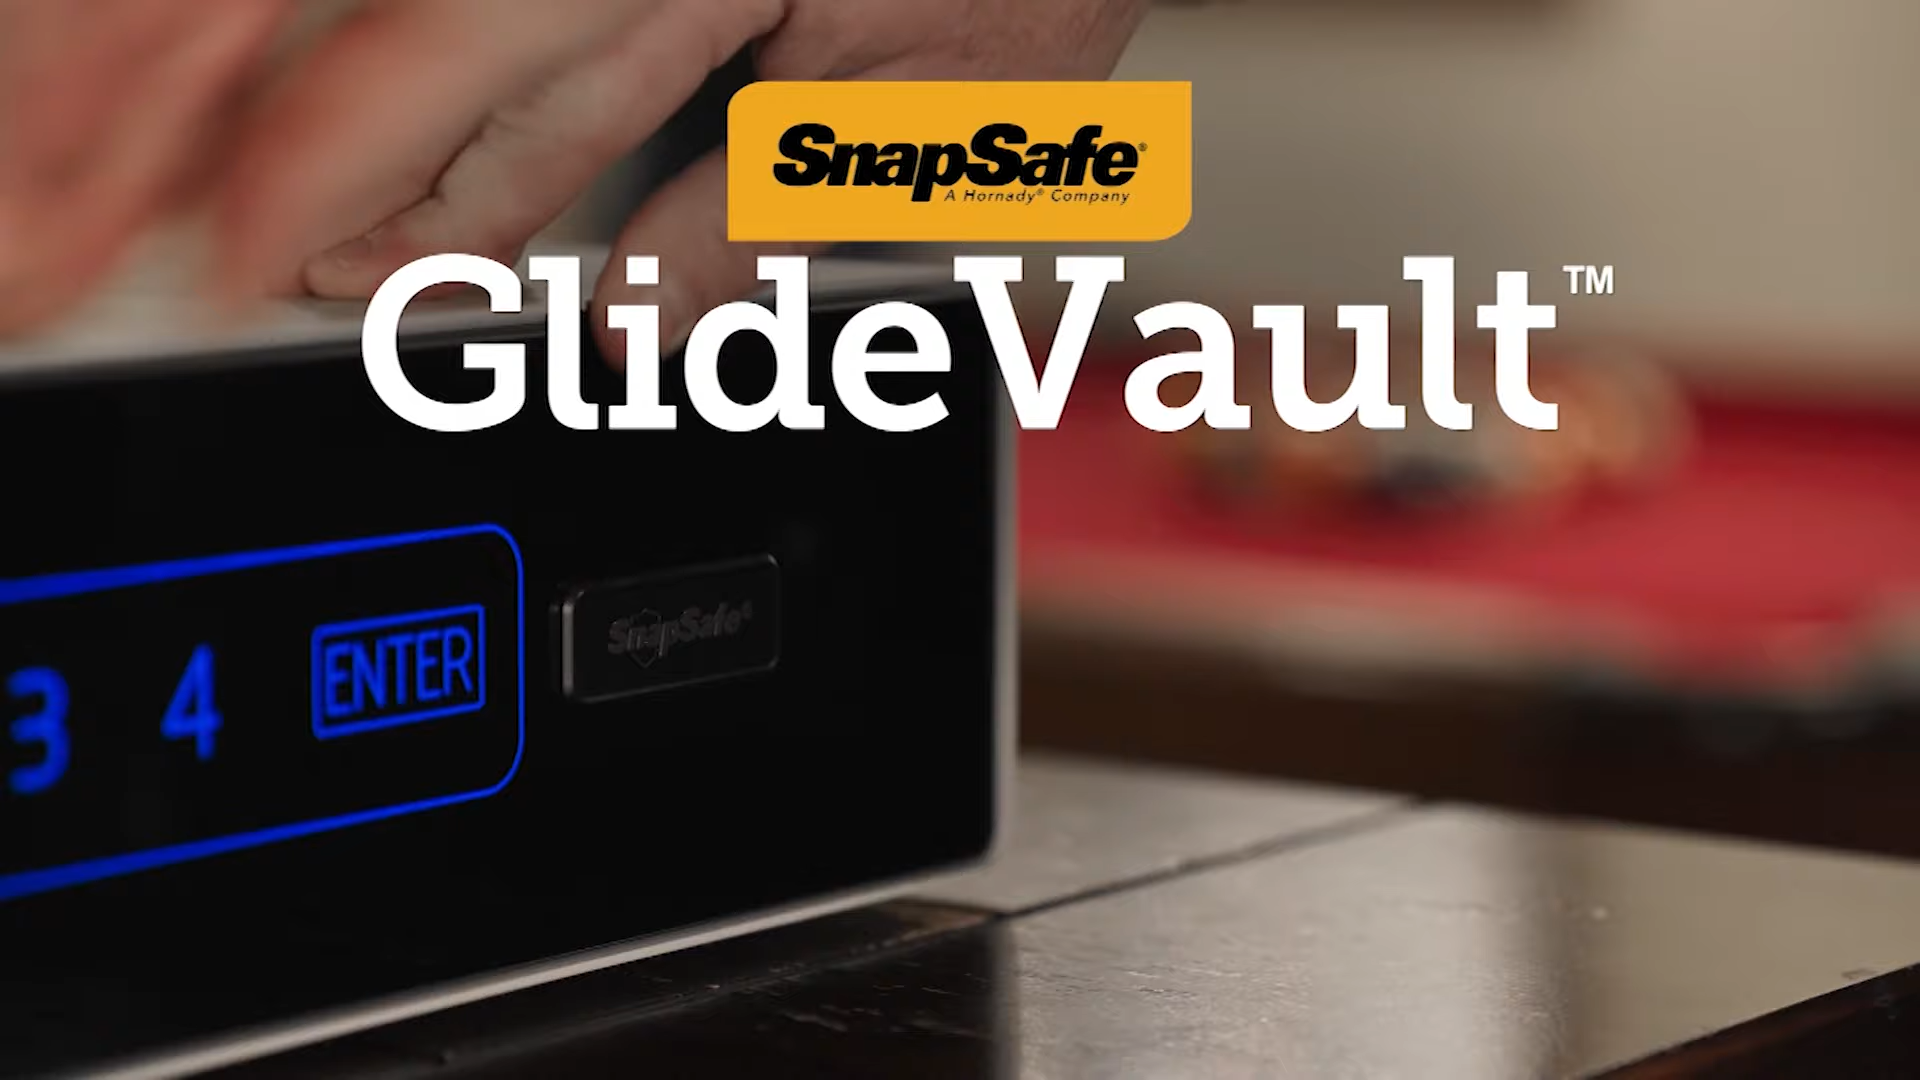 SnapSafe®
A Hornady® Company
GlideVault™
3 4 ENTER
SnapSafe®